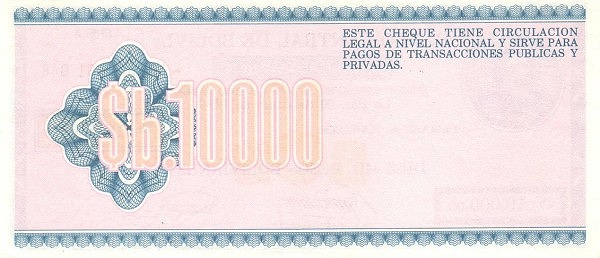 ESTE CHEQUE TIENE CIRCULACION
LEGAL A NIVEL NACIONAL Y SIRVE PARA
PAGOS DE TRANSACCIONES PUBLICAS Y
PRIVADAS.
$b.10000